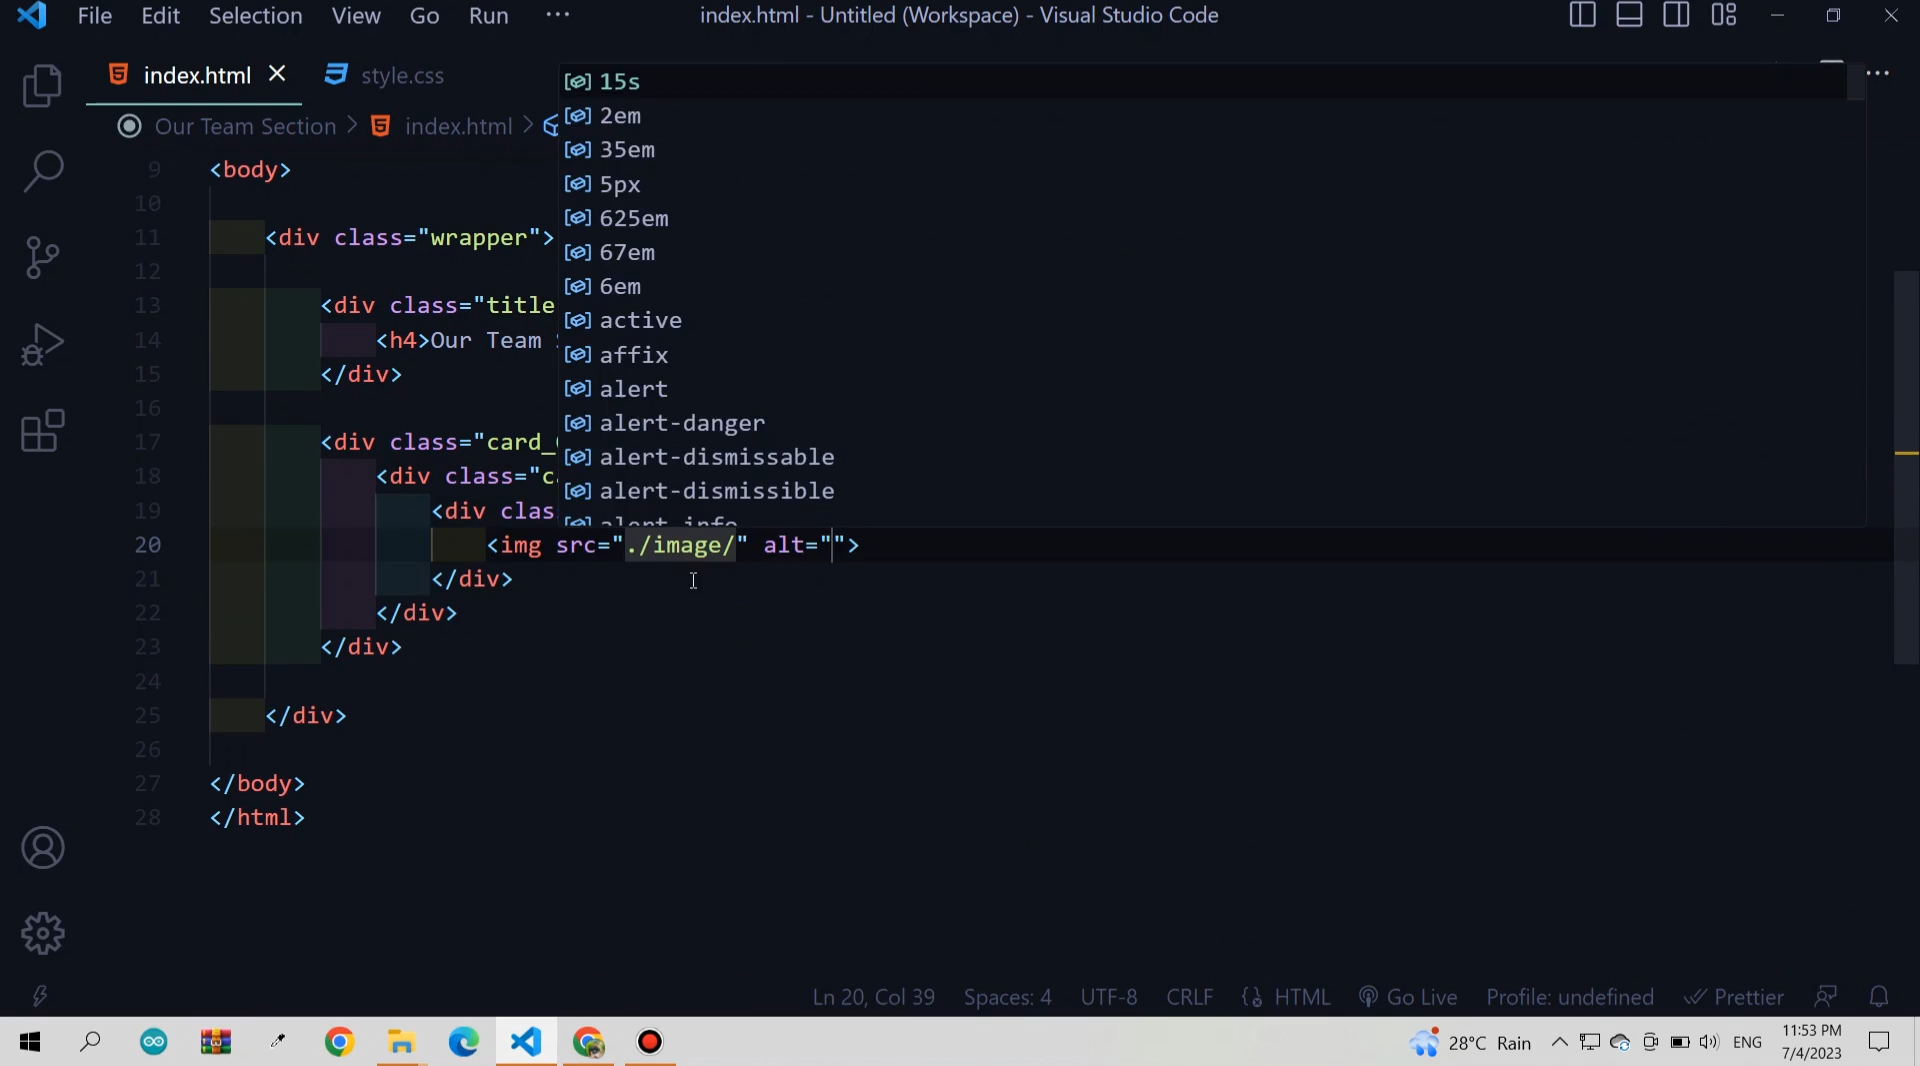 File Edit Selection View Go Run ··· index.html - Untitled (Workspace) - Visual Studio Code
index.html style.css
Our Team Section > index.html >
15s
2em
35em
5px
625em
67em
6em
active
affix
alert
alert-danger
alert-dismissable
alert-dismissible
alert-info
9 <body>
10
11 <div class="wrapper">
12
13 <div class="title
14 <h4>Our Team
15 </div>
16
17 <div class="card_
18 <div class="c
19 <div clas
20 <img src="./image/" alt="">
21 </div>
22 </div>
23 </div>
24
25 </div>
26
27 </body>
28 </html>
Ln 20, Col 39 Spaces: 4 UTF-8 CRLF HTML Go Live Profile: undefined Prettier
28°C Rain ENG 11:53 PM
7/4/2023